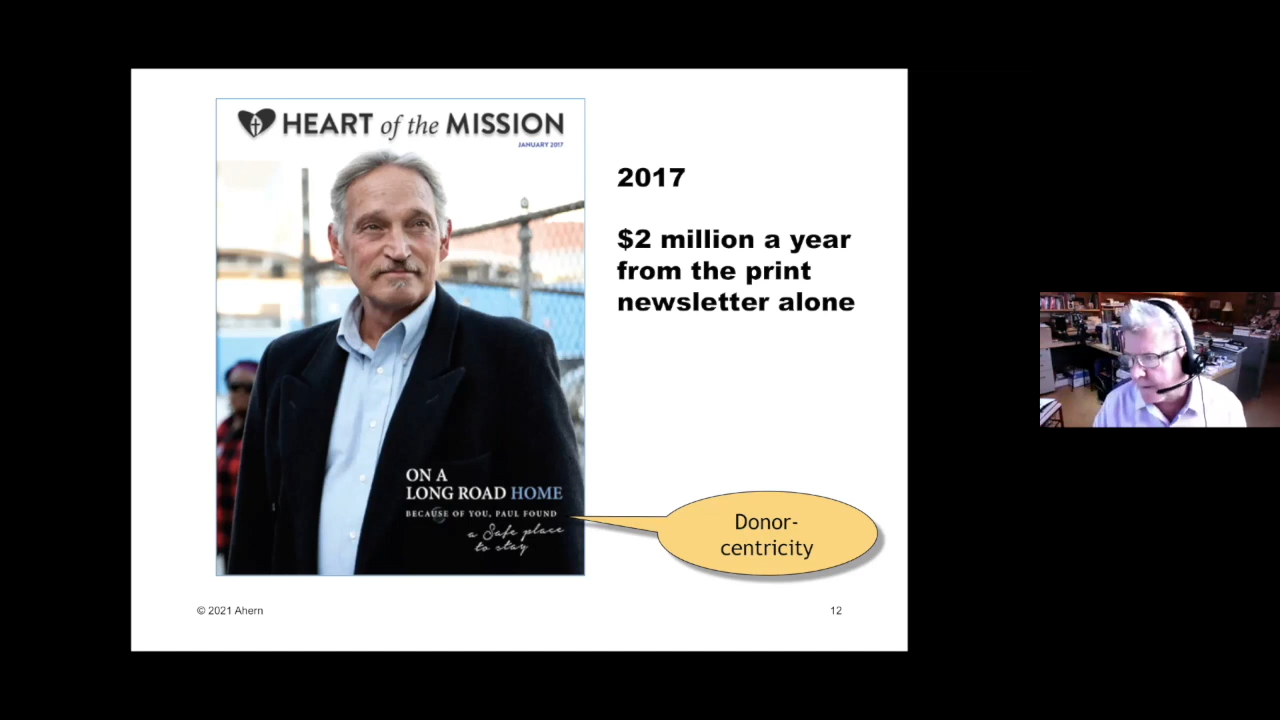 HEART of the MISSION
JANUARY 2017
ON A
LONG ROAD HOME
BECAUSE OF YOU, PAUL FOUND
a Safe place
to stay
2017
$2 million a year
from the print
newsletter alone
Donor-
centricity
© 2021 Ahern
12